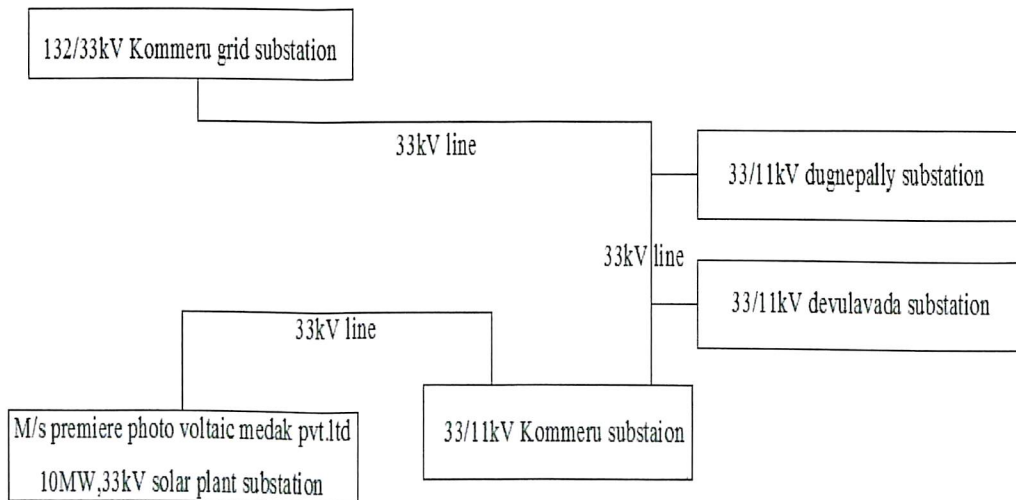 132/33kV Kommeru grid substation
33kV line
33/11kV dugnepally substation
33kV line
33/11kV devulavada substation
33kV line
M/s premiere photo voltaic medak pvt.ltd
10MW,33kV solar plant substation
33/11kV Kommeru substaion